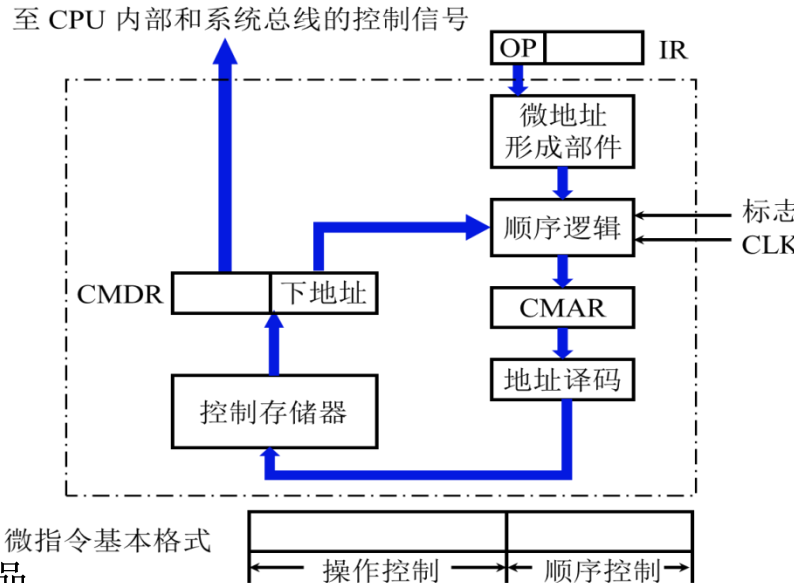 至 CPU 内部和系统总线的控制信号
OP
IR
微地址
形成部件
顺序逻辑
标志
CLK
CMDR
下地址
CMAR
地址译码
控制存储器
微指令基本格式
操作控制
顺序控制